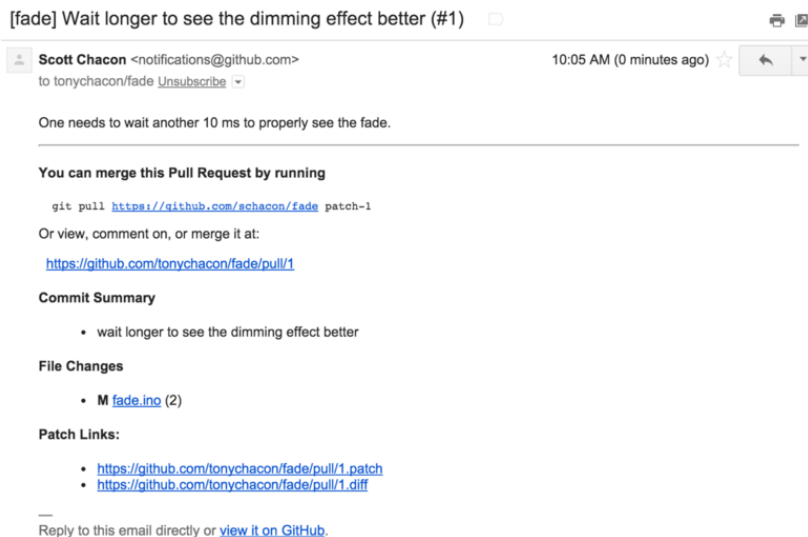 [fade] Wait longer to see the dimming effect better (#1)
Scott Chacon <notifications@github.com>
10:05 AM (0 minutes ago)
to tonychacon/fade Unsubscribe
One needs to wait another 10 ms to properly see the fade.
You can merge this Pull Request by running
git pull https://github.com/schacon/fade patch-1
Or view, comment on, or merge it at:
https://github.com/tonychacon/fade/pull/1
Commit Summary
• wait longer to see the dimming effect better
File Changes
• M fade.ino (2)
Patch Links:
• https://github.com/tonychacon/fade/pull/1.patch
• https://github.com/tonychacon/fade/pull/1.diff
—
Reply to this email directly or view it on GitHub.